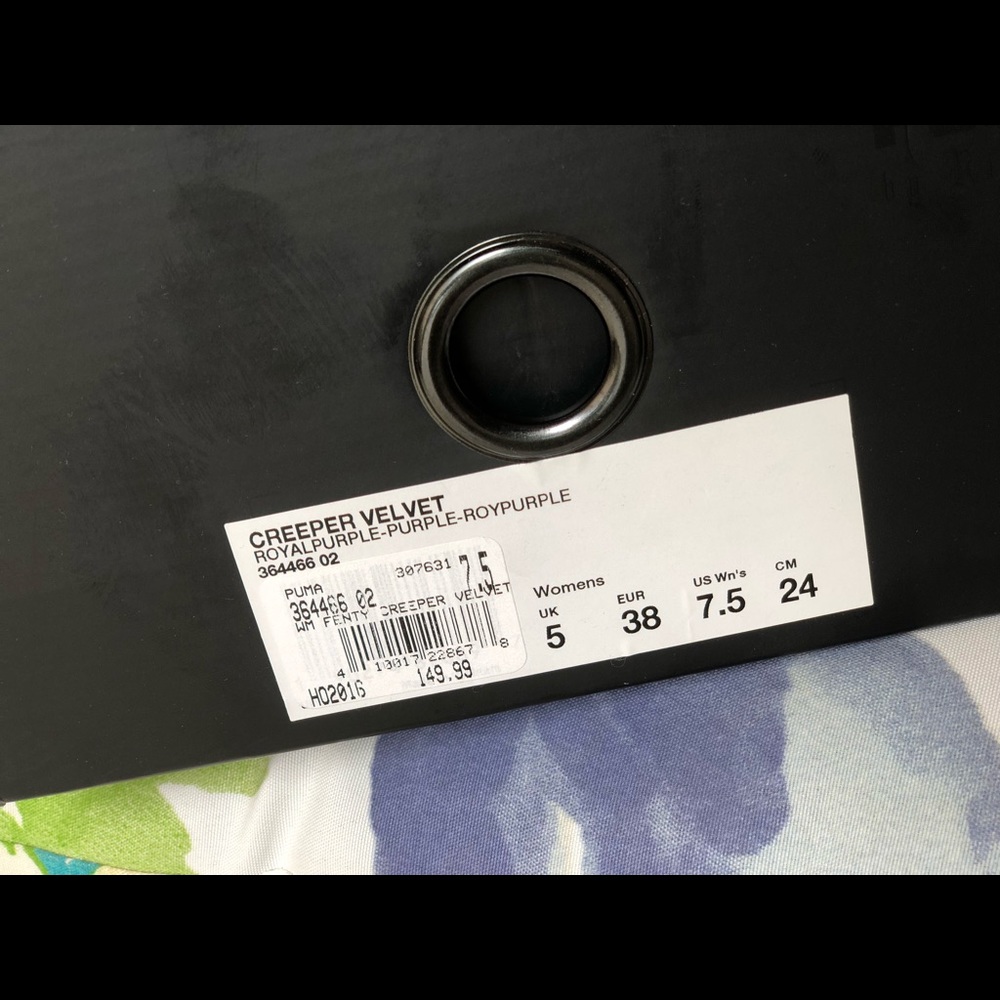 CREEPER VELVET
ROYALPURPLE-PURPLE-ROYPURPLE
364466 02
307631 7.5
PUMA
364466 02
WM FENTY CREEPER VELVET
4 10017 22867 8
HO2016 149.99
Womens
UK EUR US Wn's CM
5 38 7.5 24